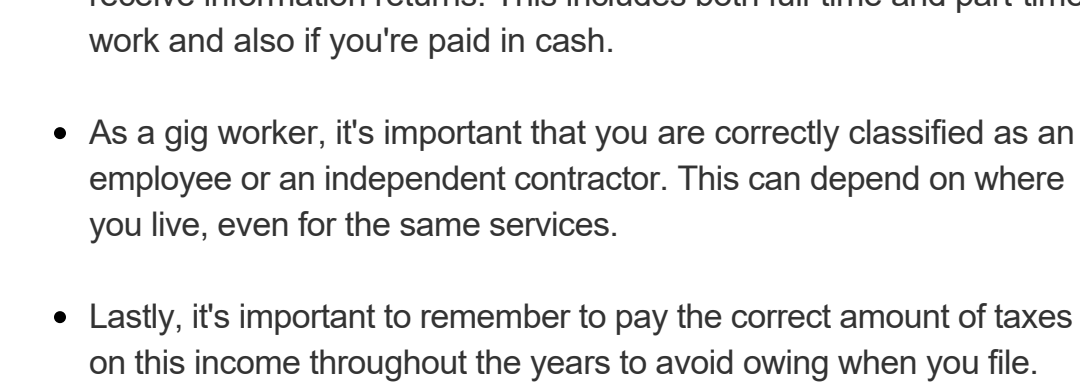 receive information returns. This includes both full-time and part-time
work and also if you're paid in cash.
As a gig worker, it's important that you are correctly classified as an
employee or an independent contractor. This can depend on where
you live, even for the same services.
Lastly, it's important to remember to pay the correct amount of taxes
on this income throughout the years to avoid owing when you file.